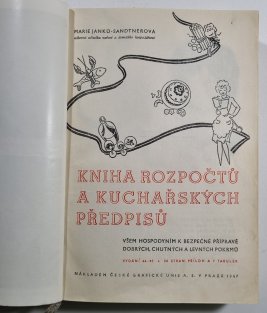 MARIE JANKŮ-SANDTNEROVÁ
KNIHA ROZPOČTŮ
A KUCHAŘSKÝCH
PŘEDPISŮ
VŠEM HOSPODYNÍM K BEZPEČNÉ PŘÍPRAVĚ
DOBRÝCH, CHUTNÝCH A LEVNÝCH POKRMŮ
NÁKLADEM ČESKÉ GRAFICKÉ UNIE A. S. V PRAZE 1947